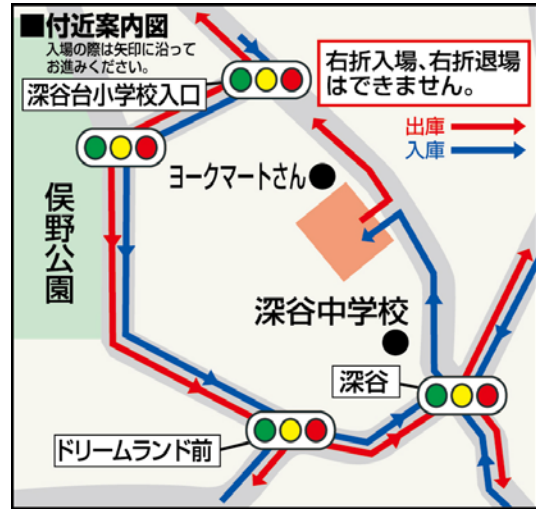 ■付近案内図
入場の際は矢印に沿って
お進みください。
深谷台小学校入口
右折入場、右折退場
はできません。
出庫
入庫
ヨークマートさん
俣野公園
深谷中学校
深谷
ドリームランド前